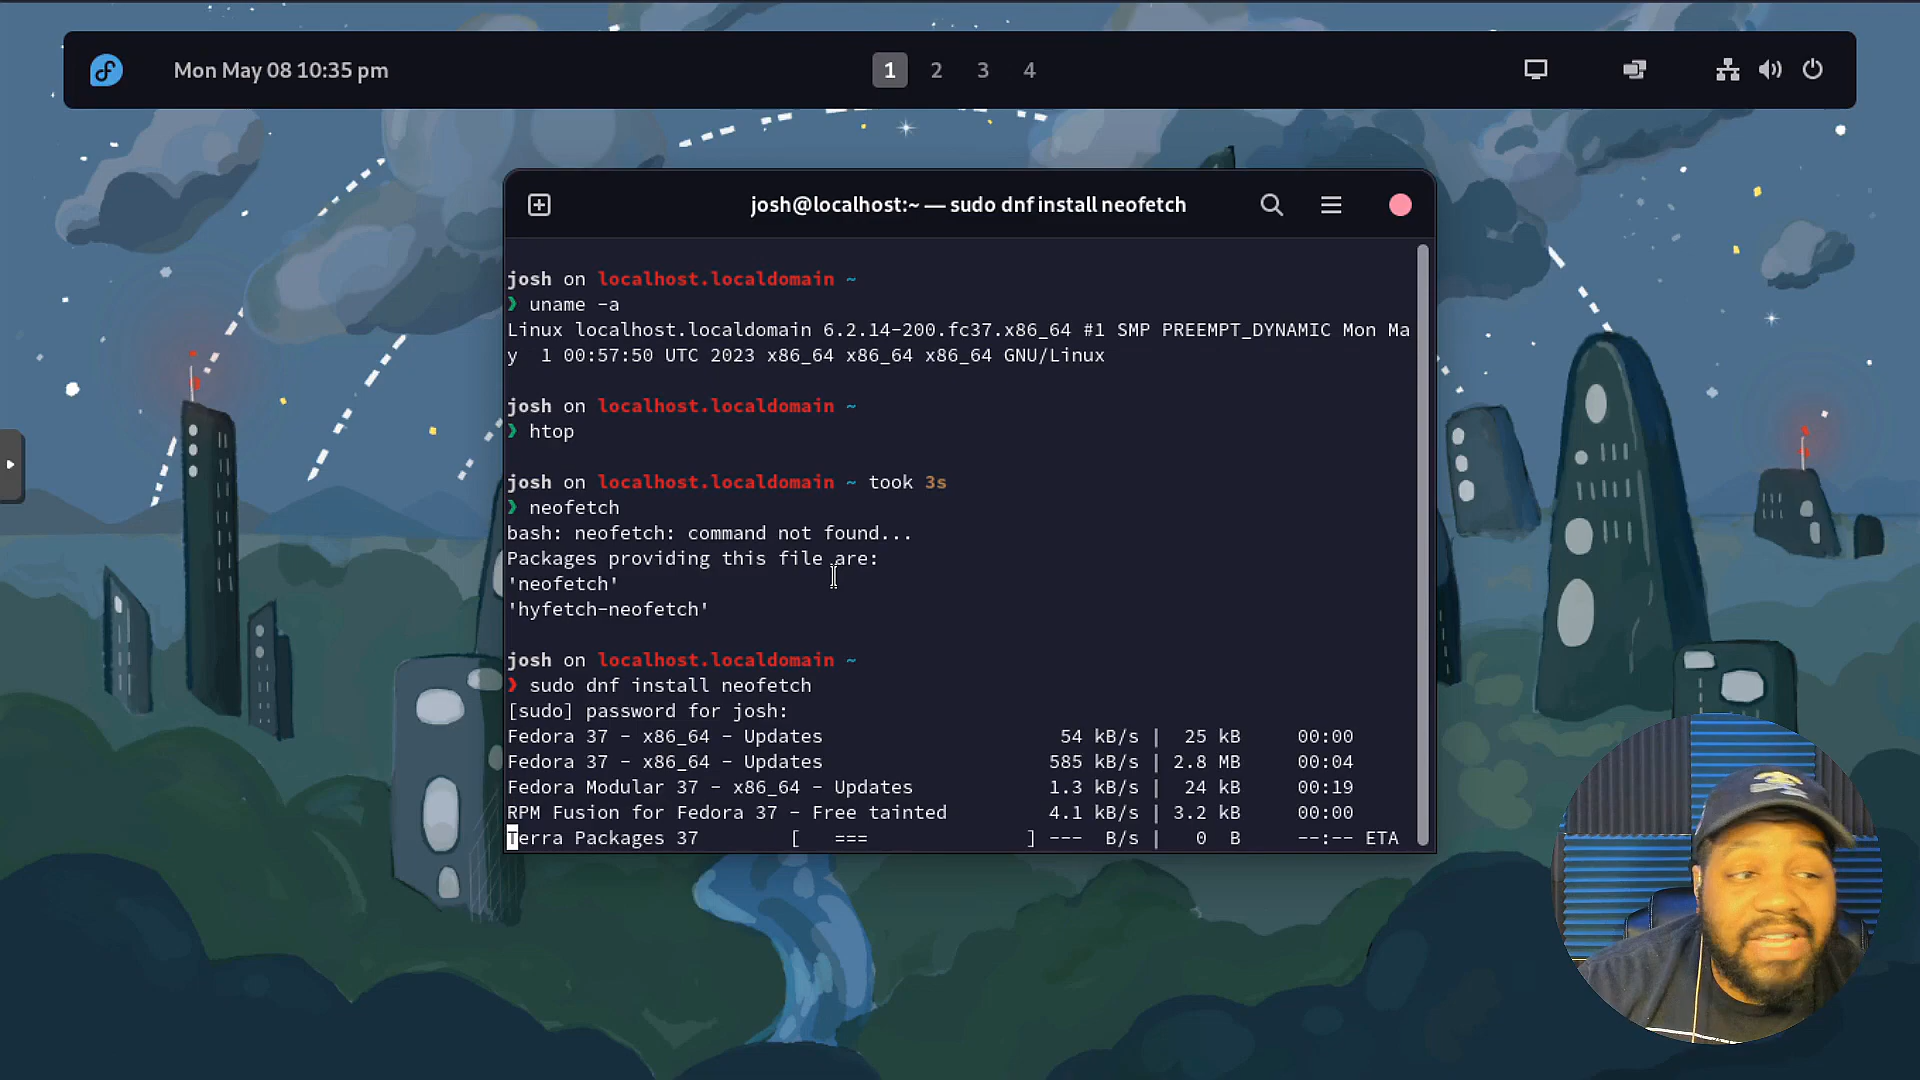 Mon May 08 10:35 pm
1 2 3 4
josh@localhost:~ — sudo dnf install neofetch
josh on localhost.localdomain ~
❯ uname -a
Linux localhost.localdomain 6.2.14-200.fc37.x86_64 #1 SMP PREEMPT_DYNAMIC Mon Ma
y  1 00:57:50 UTC 2023 x86_64 x86_64 x86_64 GNU/Linux
josh on localhost.localdomain ~
❯ htop
josh on localhost.localdomain ~ took 3s
❯ neofetch
bash: neofetch: command not found...
Packages providing this file are:
'neofetch'
'hyfetch-neofetch'
josh on localhost.localdomain ~
❯ sudo dnf install neofetch
[sudo] password for josh:
Fedora 37 - x86_64 - Updates 54 kB/s | 25 kB 00:00
Fedora 37 - x86_64 - Updates 585 kB/s | 2.8 MB 00:04
Fedora Modular 37 - x86_64 - Updates 1.3 kB/s | 24 kB 00:19
RPM Fusion for Fedora 37 - Free tainted 4.1 kB/s | 3.2 kB 00:00
Terra Packages 37 [ === ] --- B/s | 0 B --:-- ETA